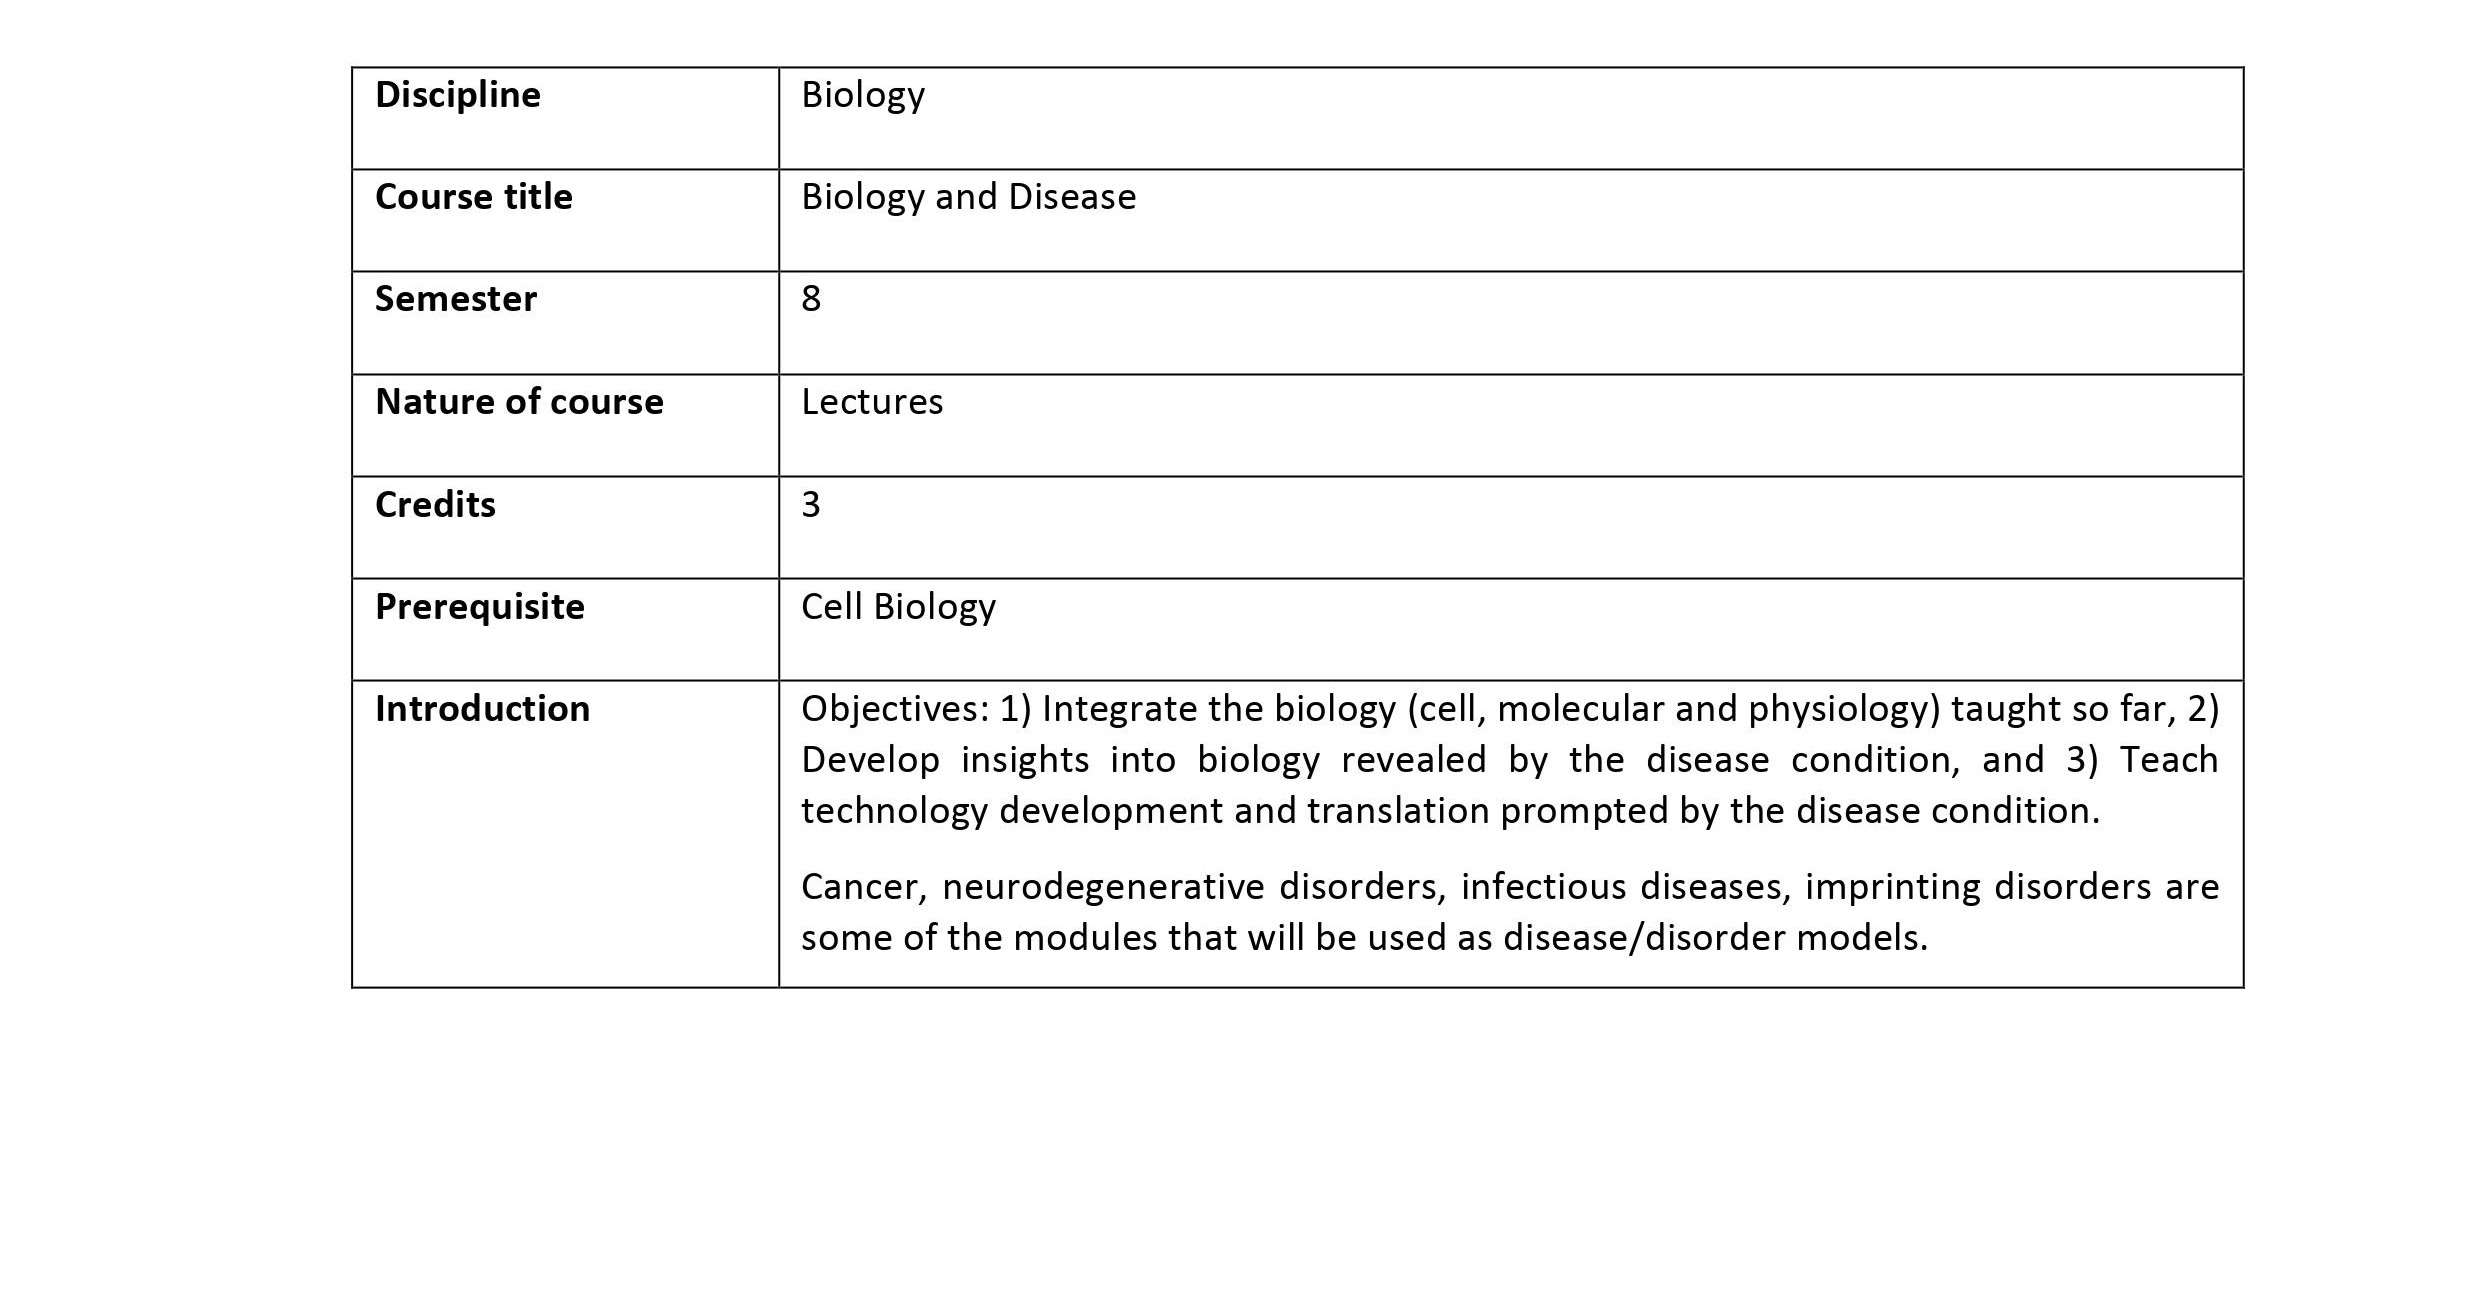 Discipline Biology
Course title Biology and Disease
Semester 8
Nature of course Lectures
Credits 3
Prerequisite Cell Biology
Introduction Objectives: 1) Integrate the biology (cell, molecular and physiology) taught so far, 2)
Develop insights into biology revealed by the disease condition, and 3) Teach
technology development and translation prompted by the disease condition.
Cancer, neurodegenerative disorders, infectious diseases, imprinting disorders are
some of the modules that will be used as disease/disorder models.